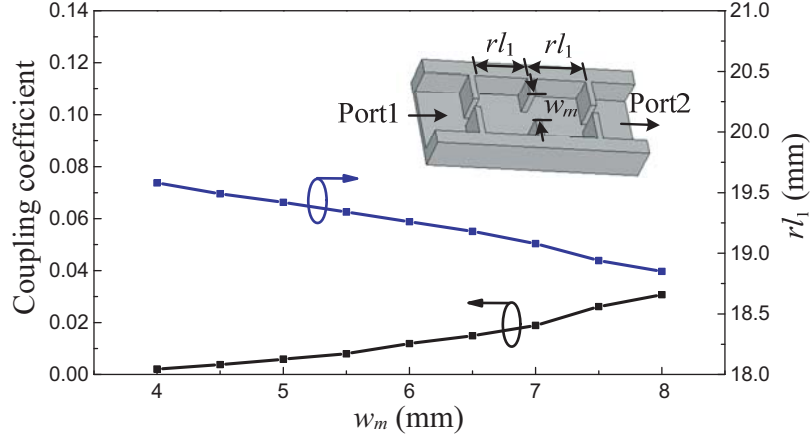 Coupling coefficient
0.14
0.12
0.10
0.08
0.06
0.04
0.02
0.00
rl₁ rl₁
Port1
wₘ
Port2
21.0
20.5
20.0
19.5
19.0
18.5
18.0
rl₁ (mm)
4 5 6 7 8
wₘ (mm)